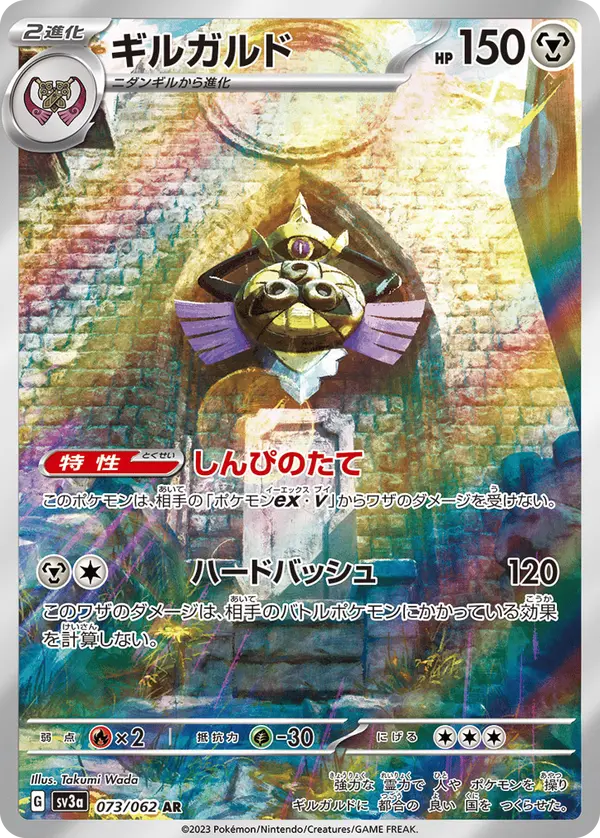 2進化 ギルガルド HP 150
ニダンギルから進化
特性 とくせい しんぴのたて
このポケモンは、相手の「ポケモンex・V」からワザのダメージを受けない。
ハードバッシュ 120
このワザのダメージは、相手のバトルポケモンにかかっている効果
を計算しない。
弱点 ×2 抵抗力 -30 にげる
Illus. Takumi Wada
G sv3a 073/062 AR
強力な 霊力で 人や ポケモンを 操り
ギルガルドに 都合の 良い 国を つくらせた。
©2023 Pokémon/Nintendo/Creatures/GAME FREAK.